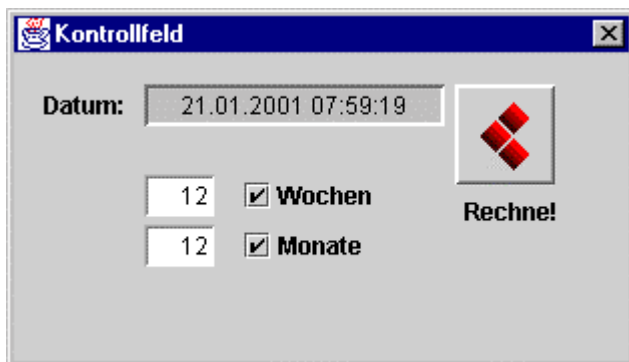 Kontrollfeld
Datum: 21.01.2001 07:59:19
12 Wochen
Rechne!
12 Monate